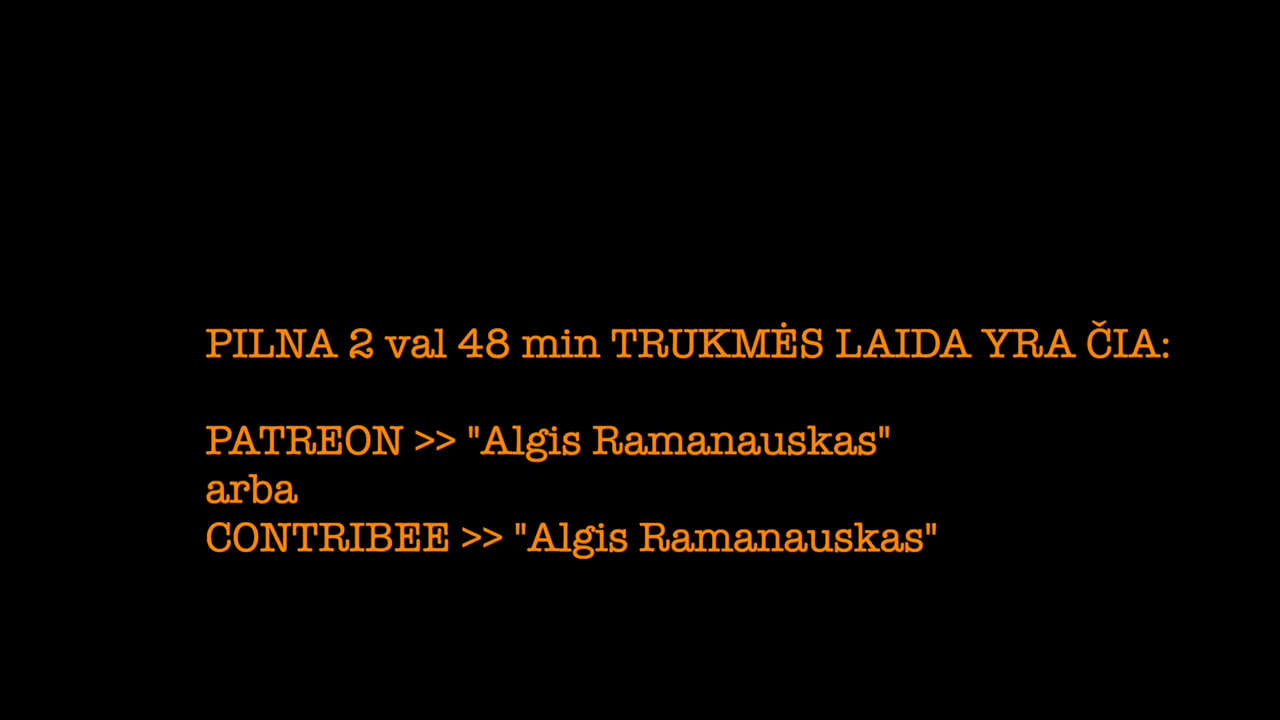 PILNA 2 val 48 min TRUKMĖS LAIDA YRA ČIA:
PATREON >> "Algis Ramanauskas"
arba
CONTRIBEE >> "Algis Ramanauskas"